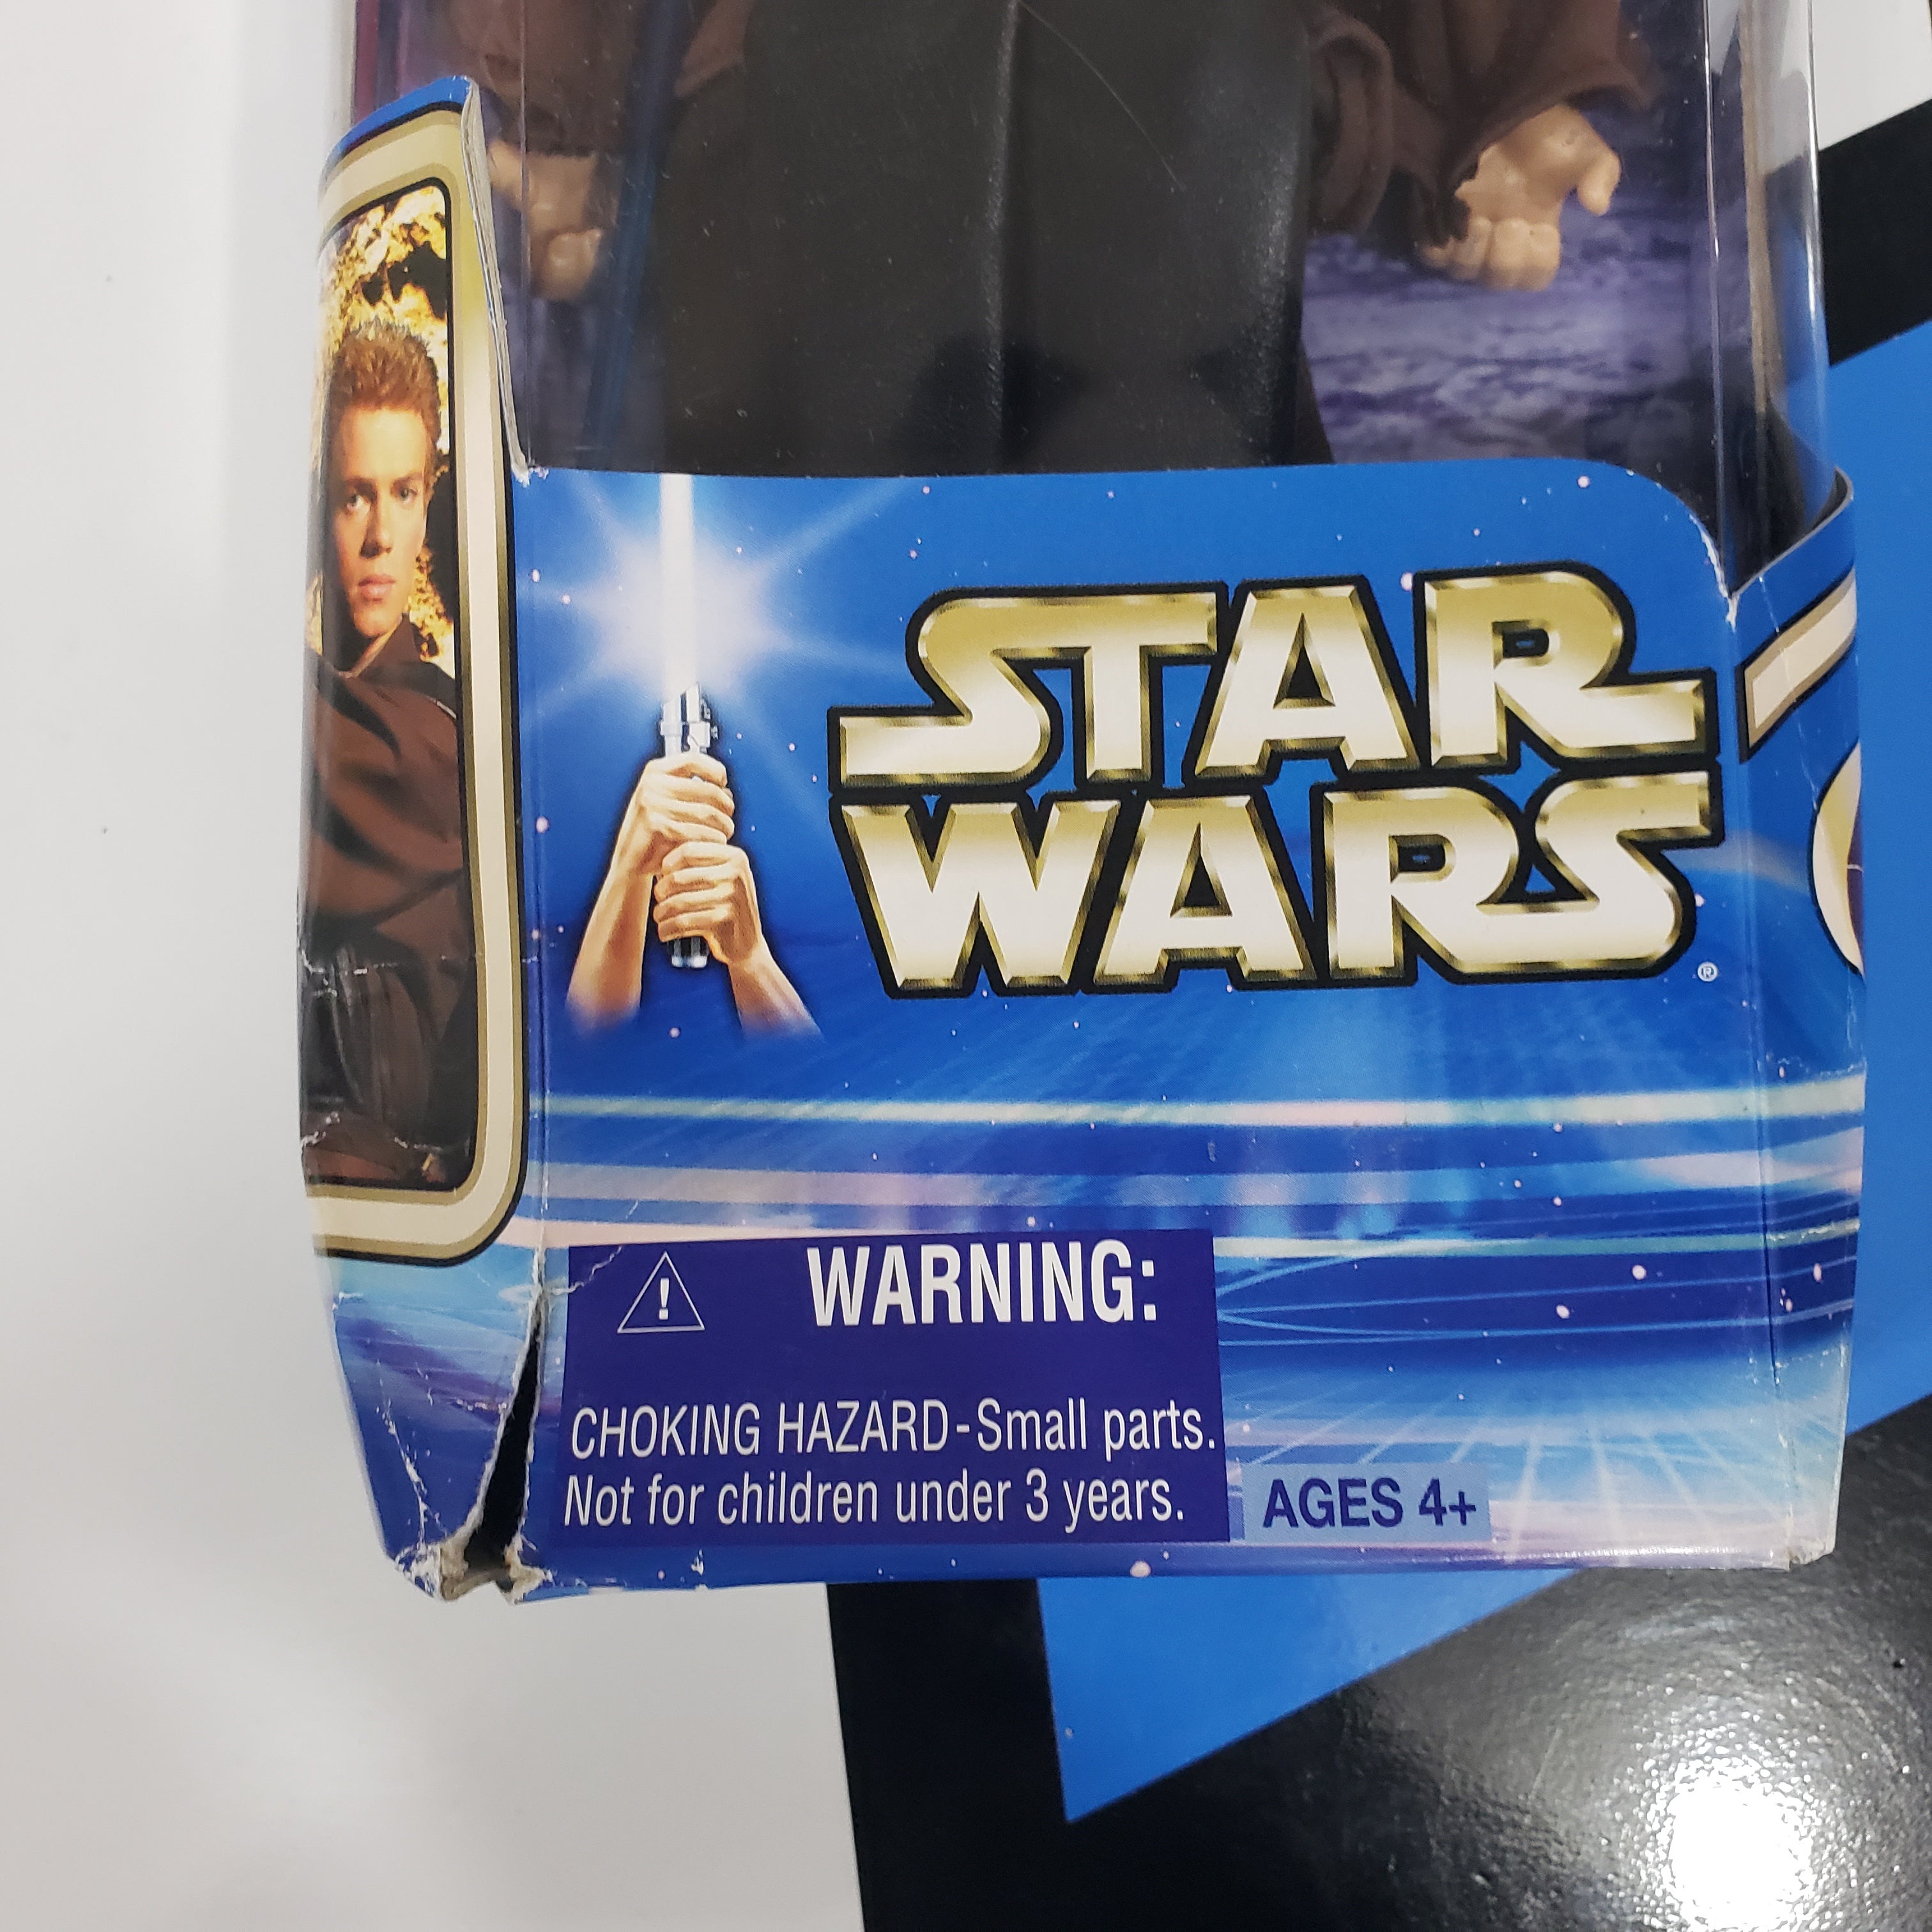 STAR
WARS®
! WARNING:
CHOKING HAZARD-Small parts.
Not for children under 3 years.
AGES 4+